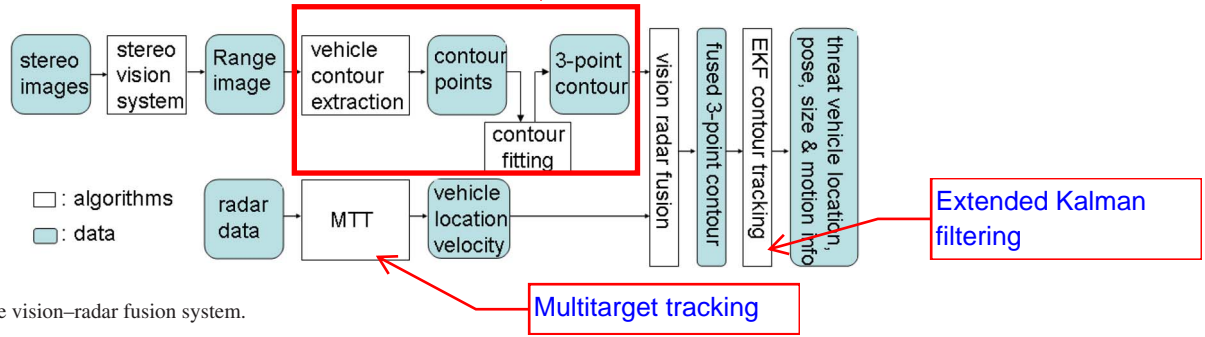 stereo
images
stereo
vision
system
Range
image
vehicle
contour
extraction
contour
points
3-point
contour
contour
fitting
vision radar fusion
fused 3-point contour
EKF contour tracking
threat vehicle location,
pose, size & motion info
: algorithms
: data
radar
data
MTT
vehicle
location
velocity
Extended Kalman
filtering
Multitarget tracking
e vision–radar fusion system.